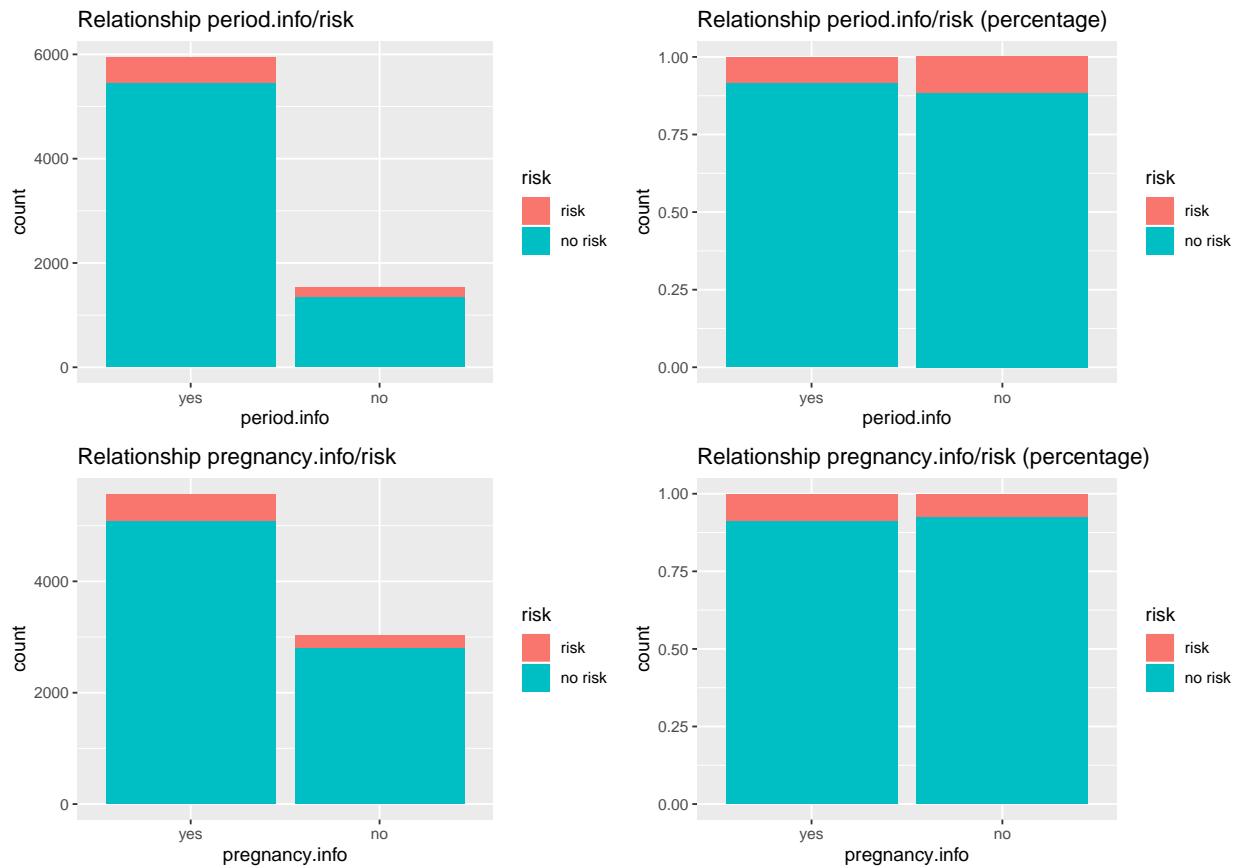 Relationship period.info/risk
6000
4000
2000
0
count
yes
no
period.info
risk
risk
no risk
Relationship period.info/risk (percentage)
1.00
0.75
0.50
0.25
0.00
count
yes
no
period.info
risk
risk
no risk
Relationship pregnancy.info/risk
4000
2000
0
count
yes
no
pregnancy.info
risk
risk
no risk
Relationship pregnancy.info/risk (percentage)
1.00
0.75
0.50
0.25
0.00
count
yes
no
pregnancy.info
risk
risk
no risk